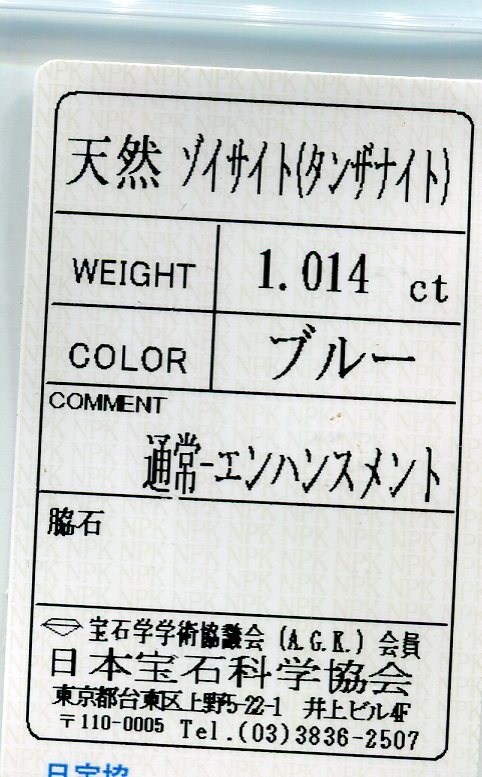 天然 ゾイサイト(タンザナイト)
WEIGHT 1.014 ct
COLOR ブルー
COMMENT
通常-エンハンスメント
脇石
宝石学学術協議会 (A.G.K.) 会員
日本宝石科学協会
東京都台東区上野5-22-1 井上ビル4F
〒110-0005 Tel.(03)3836-2507